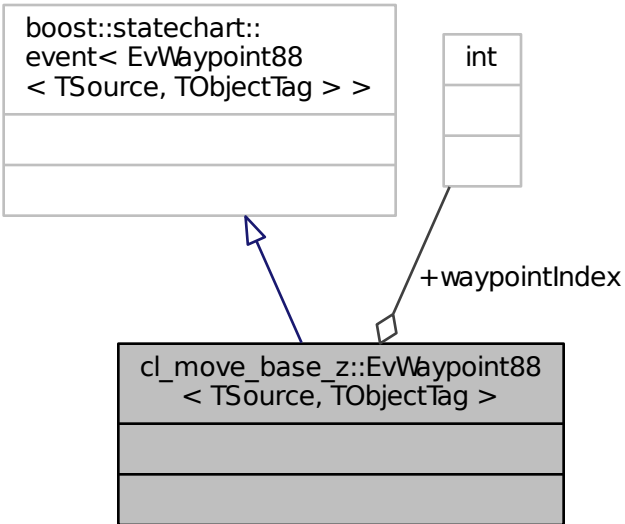 boost::statechart::
event< EvWaypoint88
< TSource, TObjectTag > >
int
+waypointIndex
cl_move_base_z::EvWaypoint88
< TSource, TObjectTag >